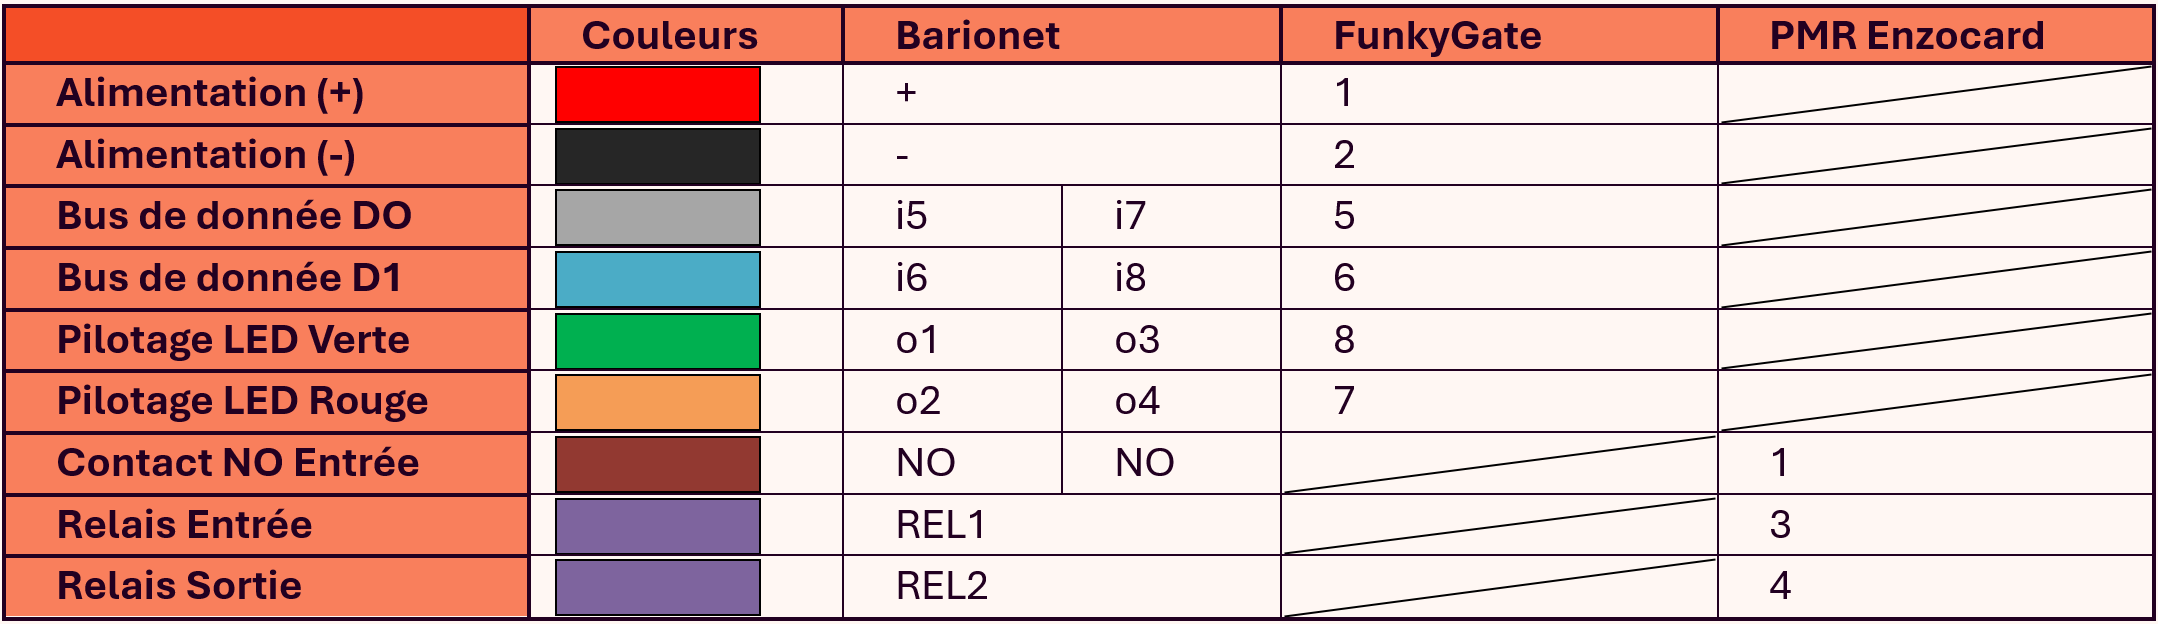 Couleurs Barionet FunkyGate PMR Enzocard
Alimentation (+) + 1
Alimentation (-) - 2
Bus de donnée DO i5 i7 5
Bus de donnée D1 i6 i8 6
Pilotage LED Verte o1 o3 8
Pilotage LED Rouge o2 o4 7
Contact NO Entrée NO NO 1
Relais Entrée REL1 3
Relais Sortie REL2 4